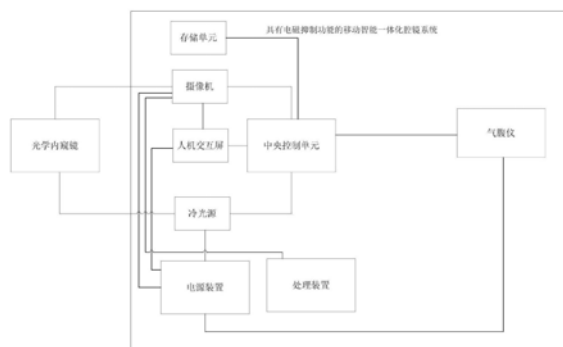 具有电磁抑制功能的移动智能一体化腔镜系统
存储单元
摄像机
光学内窥镜
人机交互屏
中央控制单元
气腹仪
冷光源
电源装置
处理装置